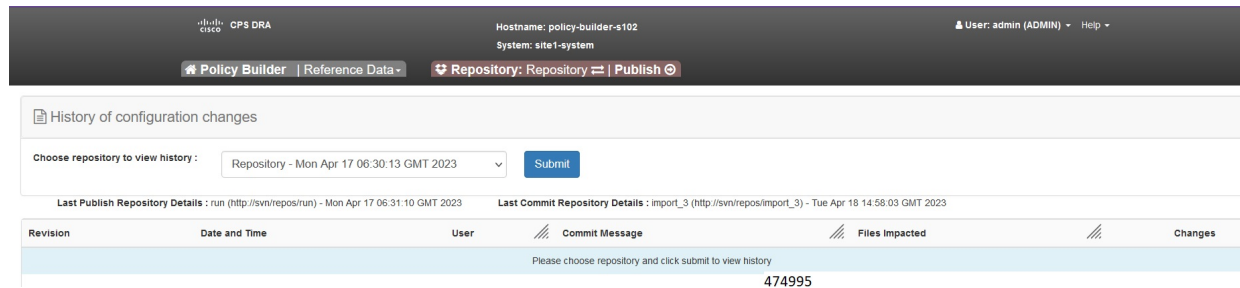 CISCO CPS DRA
Hostname: policy-builder-s102
User: admin (ADMIN) Help
System: site1-system
Policy Builder | Reference Data
Repository: Repository | Publish
History of configuration changes
Choose repository to view history :
Repository - Mon Apr 17 06:30:13 GMT 2023
Submit
Last Publish Repository Details : run (http://svn/repos/run) - Mon Apr 17 06:31:10 GMT 2023
Last Commit Repository Details : import_3 (http://svn/repos/import_3) - Tue Apr 18 14:58:03 GMT 2023
Revision Date and Time User Commit Message Files Impacted Changes
Please choose repository and click submit to view history
474995